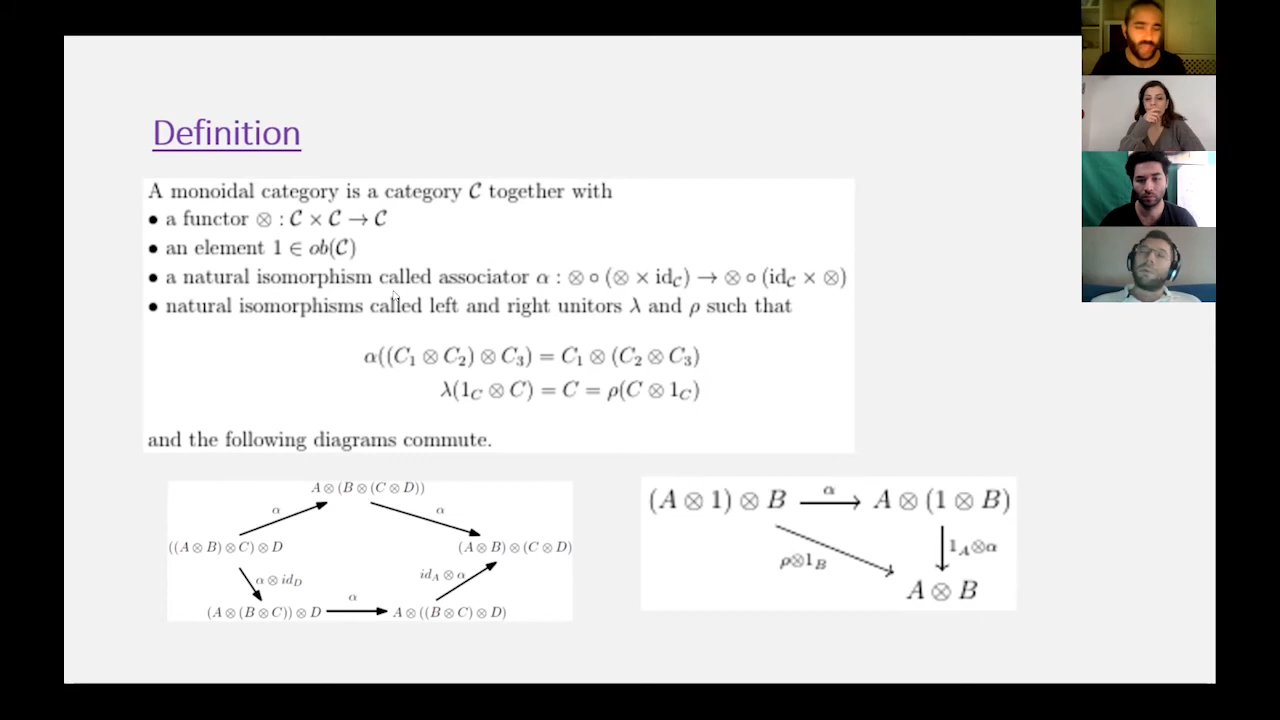 Definition
A monoidal category is a category 𝒞 together with
• a functor ⊗ : 𝒞 × 𝒞 → 𝒞
• an element 1 ∈ ob(𝒞)
• a natural isomorphism called associator α : ⊗ ∘ (⊗ × id_𝒞) → ⊗ ∘ (id_𝒞 × ⊗)
• natural isomorphisms called left and right unitors λ and ρ such that
α((C₁ ⊗ C₂) ⊗ C₃) = C₁ ⊗ (C₂ ⊗ C₃)
λ(1_C ⊗ C) = C = ρ(C ⊗ 1_C)
and the following diagrams commute.
A ⊗ (B ⊗ (C ⊗ D))
α α
((A ⊗ B) ⊗ C) ⊗ D (A ⊗ B) ⊗ (C ⊗ D)
α ⊗ id_D id_A ⊗ α
(A ⊗ (B ⊗ C)) ⊗ D α A ⊗ ((B ⊗ C) ⊗ D)
(A ⊗ 1) ⊗ B α A ⊗ (1 ⊗ B)
ρ⊗1_B 1_A⊗α
A ⊗ B